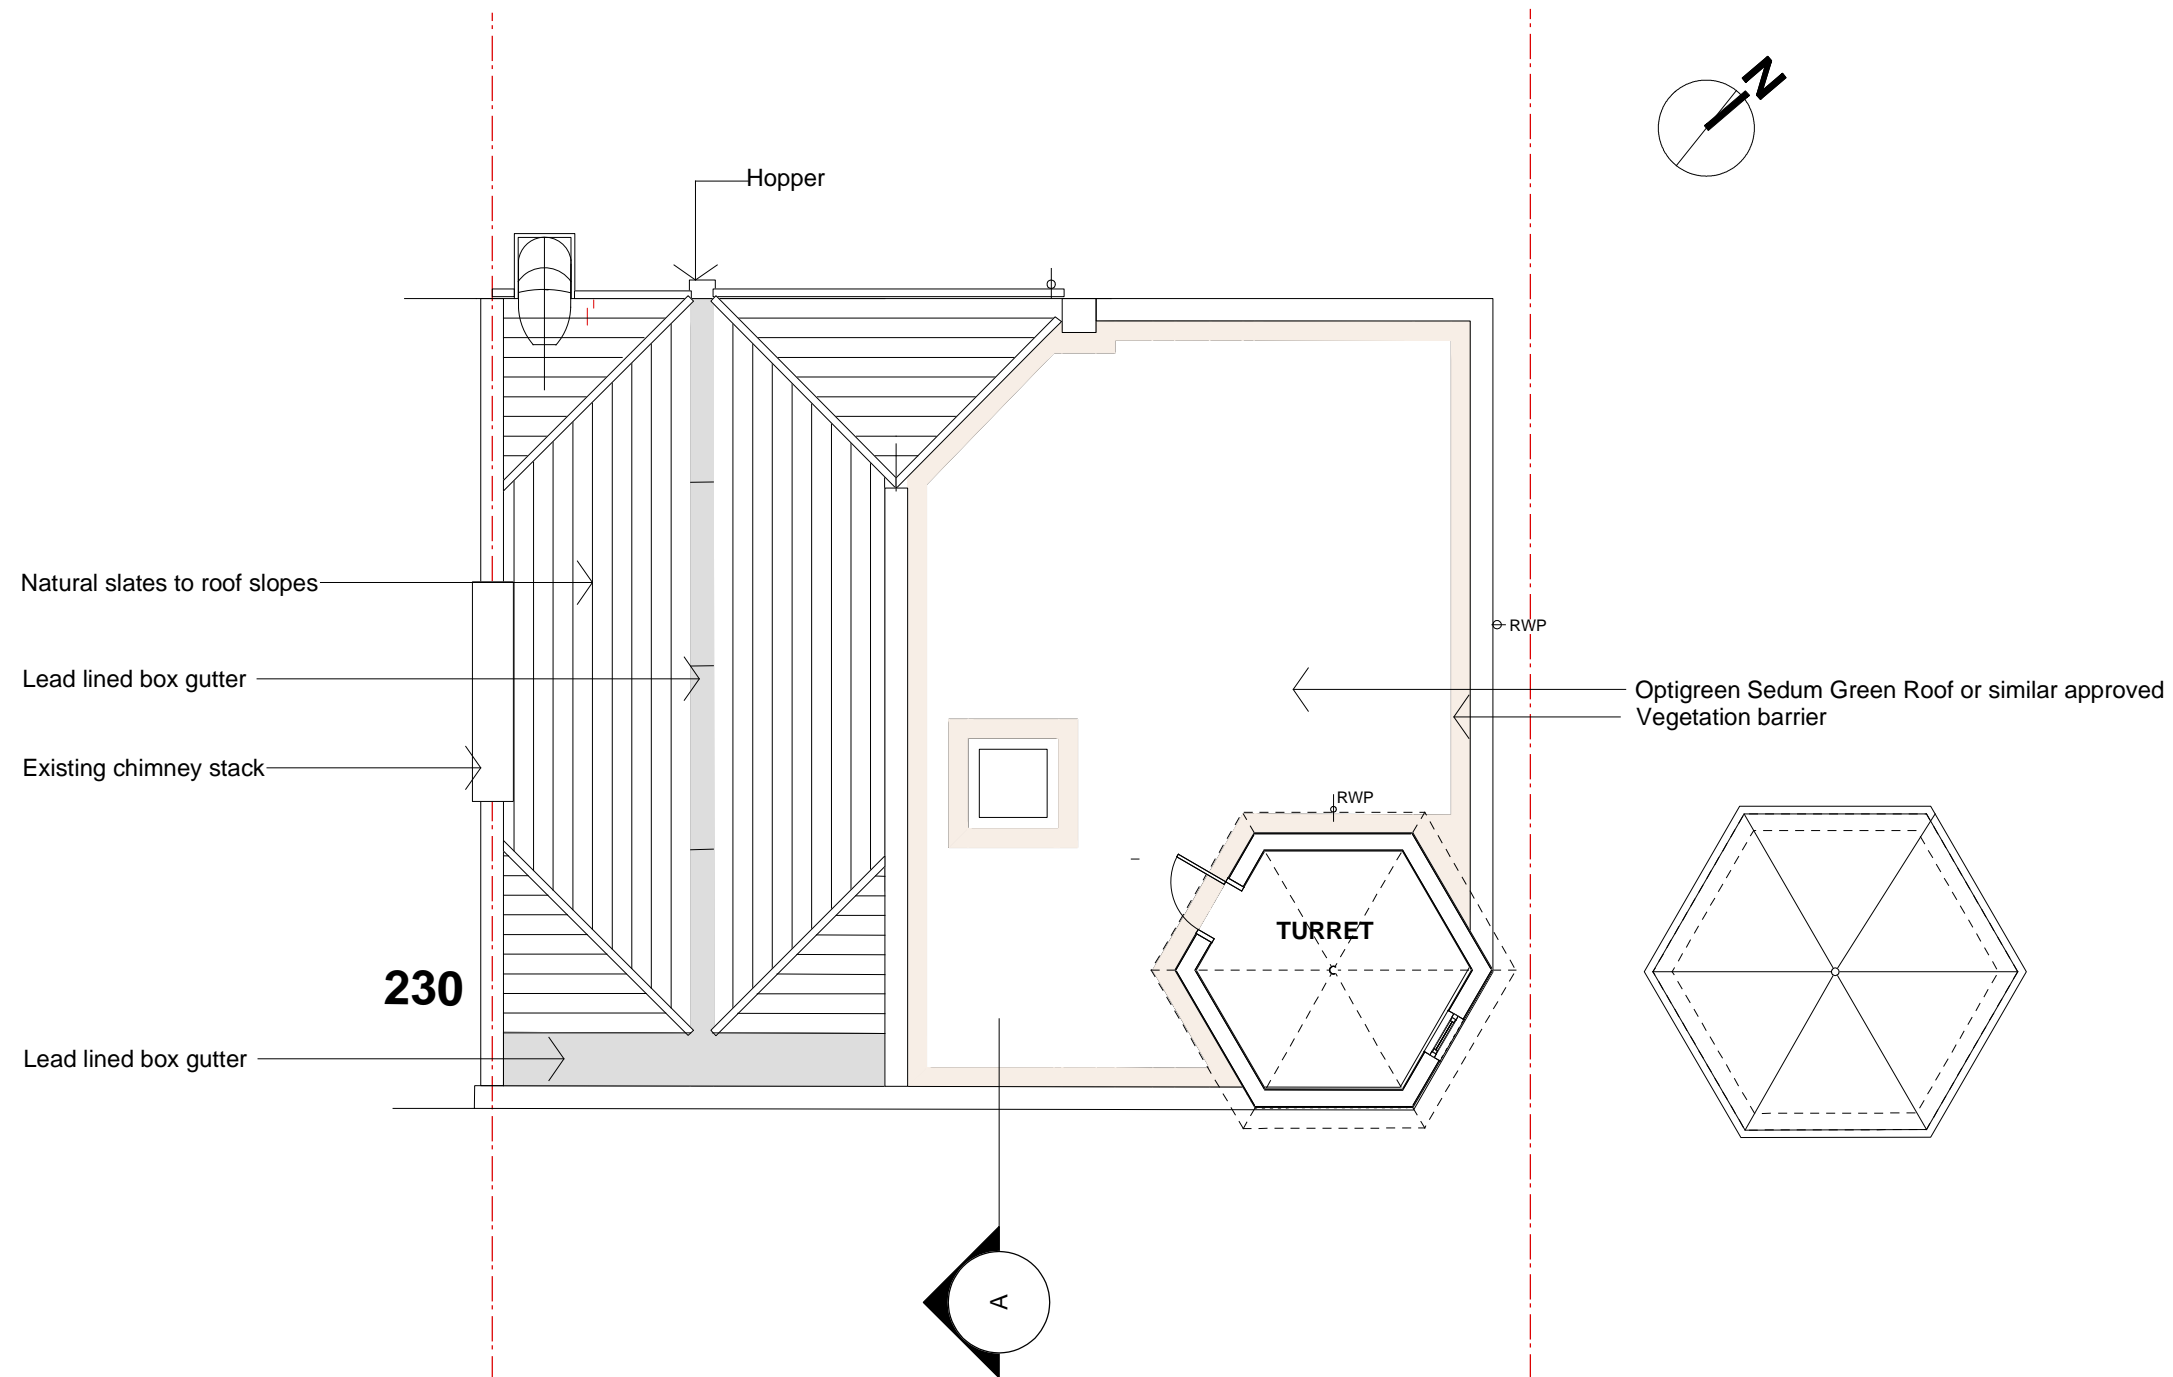 N
Hopper
Natural slates to roof slopes
RWP
Lead lined box gutter
Optigreen Sedum Green Roof or similar approved
Vegetation barrier
Existing chimney stack
RWP
TURRET
230
Lead lined box gutter
A